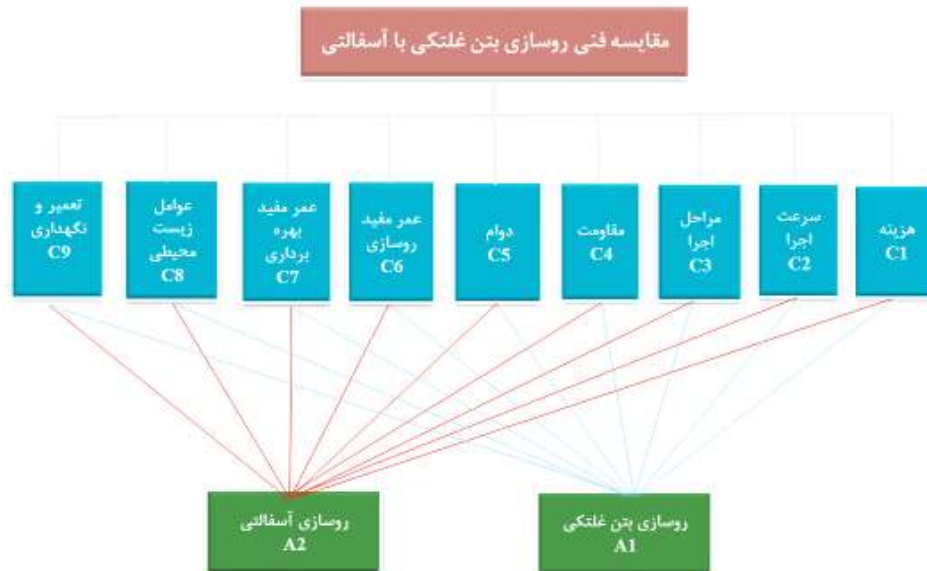 مقایسه فنی روسازی بتن غلتکی با آسفالتی
هزینه
C1
سرعت
اجرا
C2
مراحل
اجرا
C3
مقاومت
C4
دوام
C5
عمر مفید
روسازی
C6
عمر مفید
بهره
برداری
C7
عوامل
زیست
محیطی
C8
تعمیر و
نگهداری
C9
روسازی بتن غلتکی
A1
روسازی آسفالتی
A2